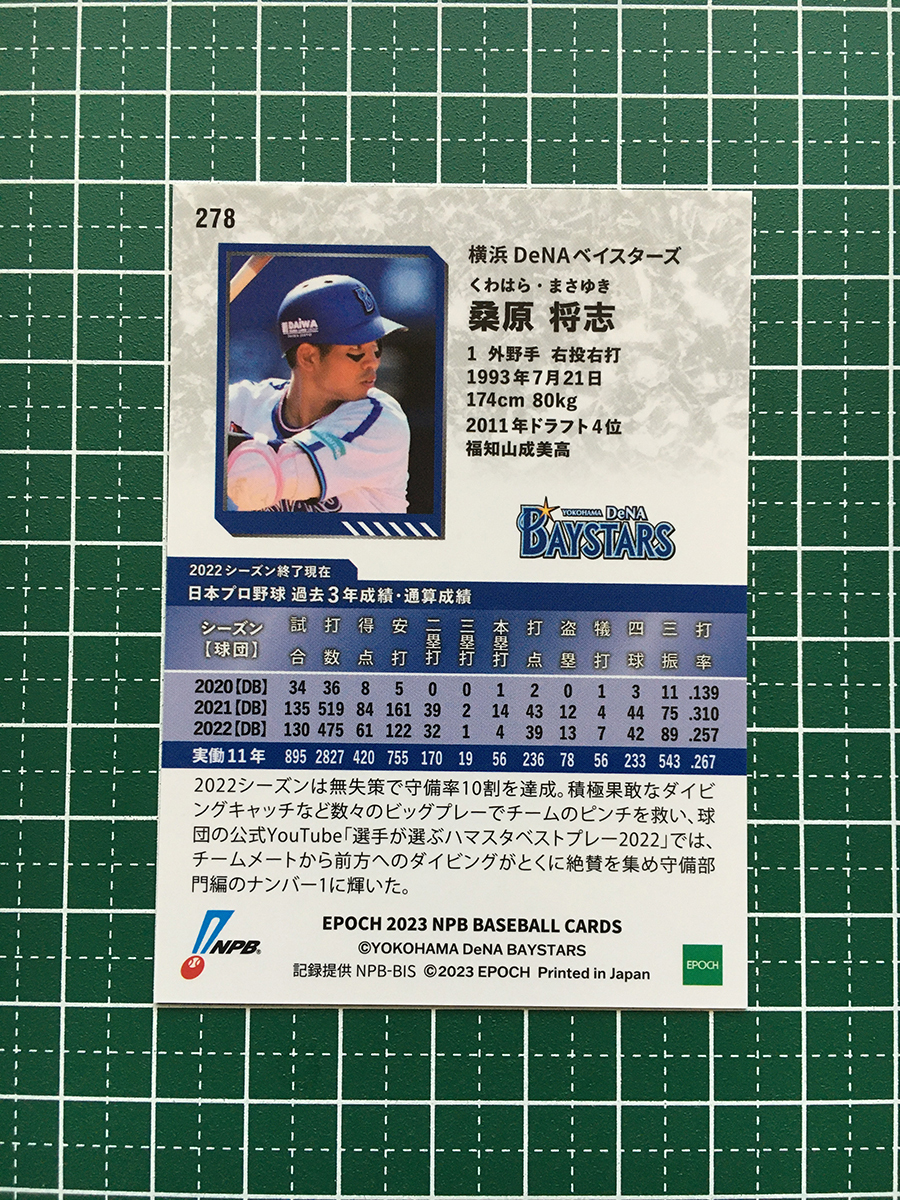 278
DAIWA
横浜 DeNA ベイスターズ
くわはら・まさゆき
桑原 将志
1 外野手 右投右打
1993年7月21日
174cm 80kg
2011年ドラフト4位
福知山成美高
YOKOHAMA DeNA
BAYSTARS
2022シーズン終了現在
日本プロ野球 過去3年成績・通算成績
シーズン【球団】 試合 打数 得点 安打 二塁打 三塁打 本塁打 打点 盗塁 犠打 四球 三振 打率
2020【DB】 34 36 8 5 0 0 1 2 0 1 3 11 .139
2021【DB】 135 519 84 161 39 2 14 43 12 4 44 75 .310
2022【DB】 130 475 61 122 32 1 4 39 13 7 42 89 .257
実働11年 895 2827 420 755 170 19 56 236 78 56 233 543 .267
2022シーズンは無失策で守備率10割を達成。積極果敢なダイビ
ングキャッチなど数々のビッグプレーでチームのピンチを救い、球
団の公式YouTube「選手が選ぶハマスタベストプレー2022」では、
チームメートから前方へのダイビングがとくに絶賛を集め守備部
門編のナンバー1に輝いた。
NPB
EPOCH 2023 NPB BASEBALL CARDS
©YOKOHAMA DeNA BAYSTARS
記録提供 NPB-BIS ©2023 EPOCH Printed in Japan
EPOCH